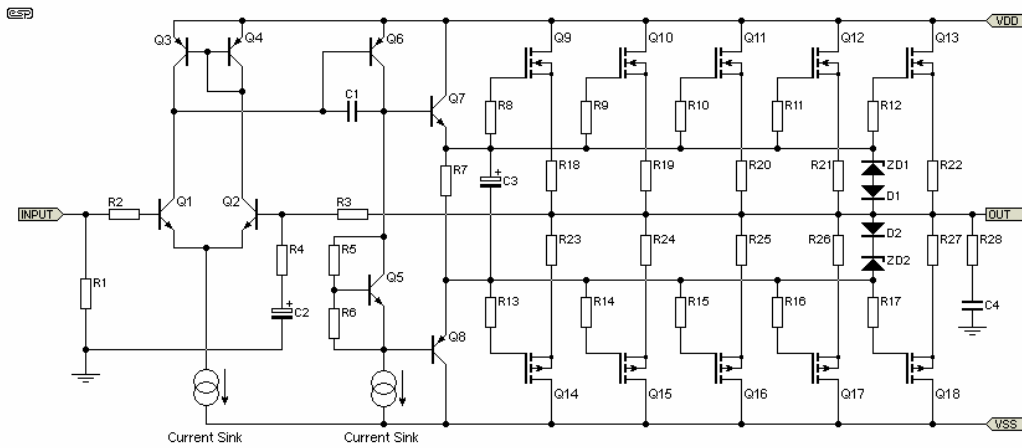 esp
VDD
Q3
Q4
Q6
Q9
Q10
Q11
Q12
Q13
C1
Q7
R8
R9
R10
R11
R12
R7
C3
R18
R19
R20
R21
R22
ZD1
D1
INPUT
R2
Q1
Q2
R3
OUT
R4
R5
R23
R24
R25
R26
D2
R27
R28
ZD2
R1
C2
Q5
R6
R13
R14
R15
R16
R17
C4
Q8
Q14
Q15
Q16
Q17
Q18
VSS
Current Sink
Current Sink